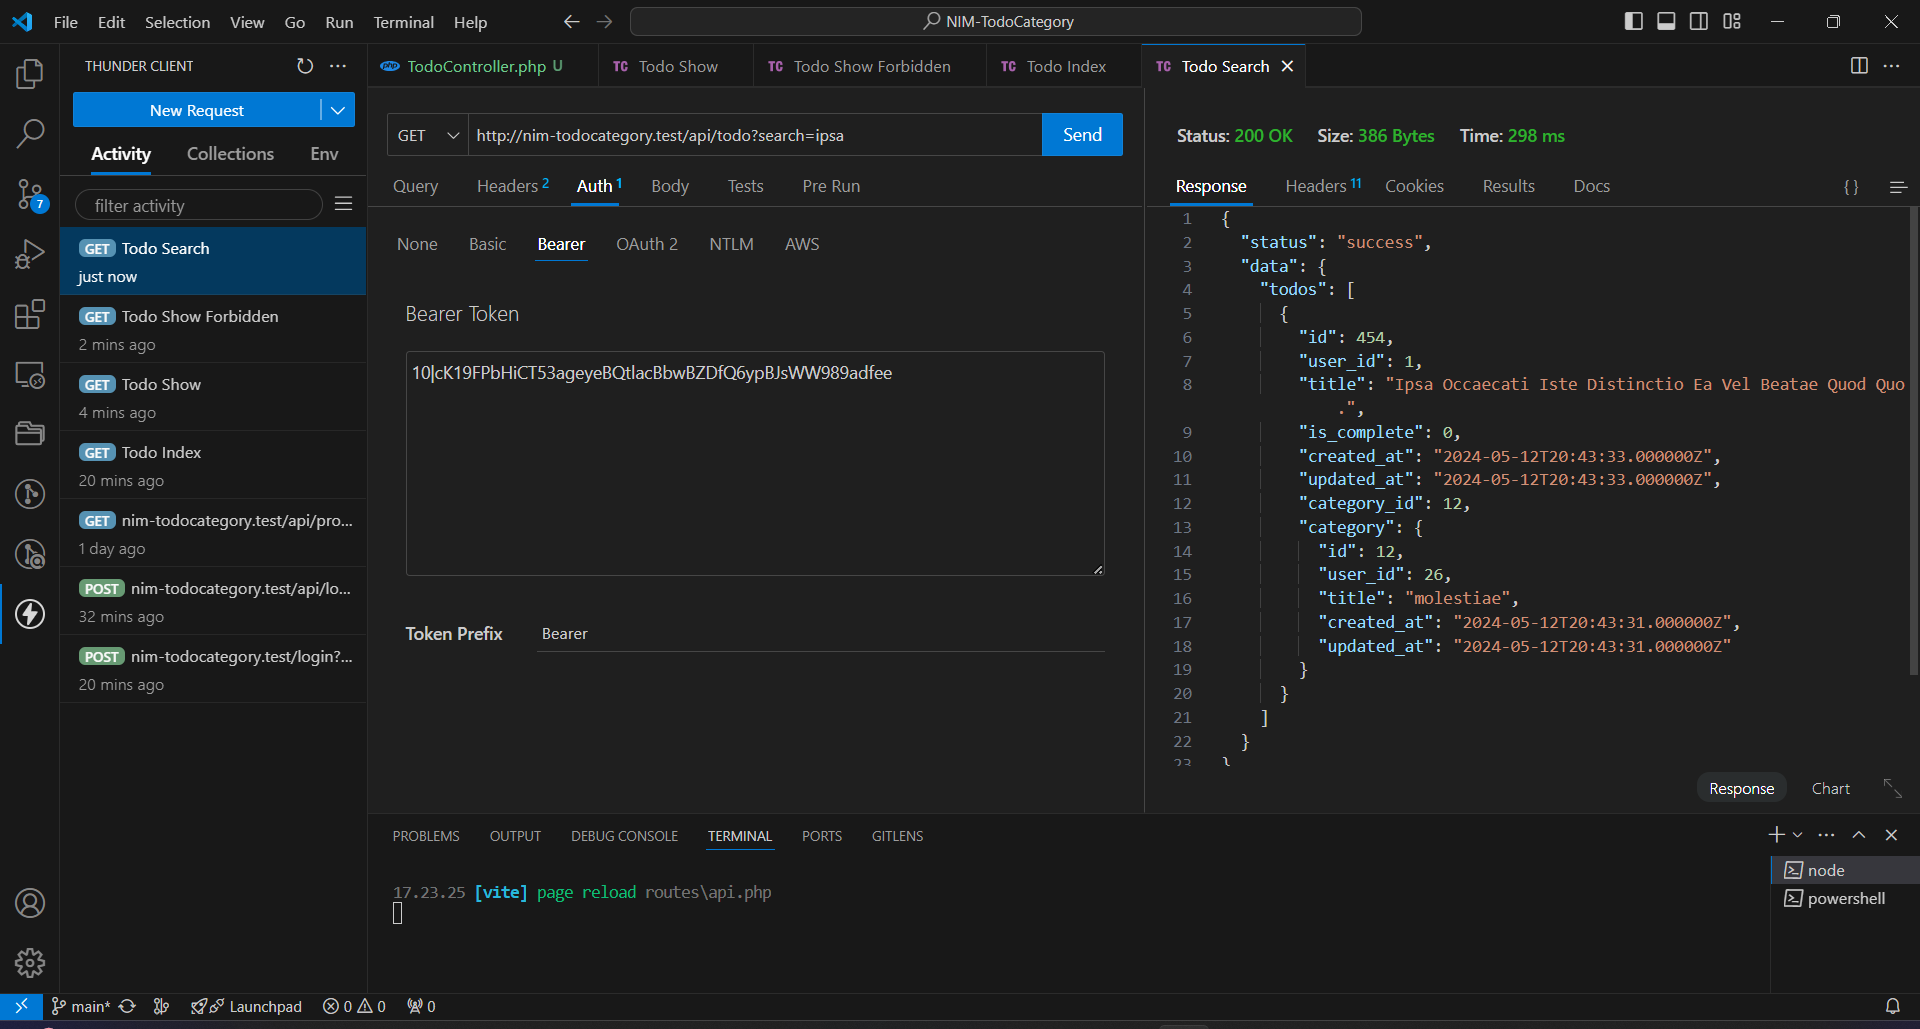 File Edit Selection View Go Run Terminal Help NIM-TodoCategory
THUNDER CLIENT
New Request
Activity Collections Env
filter activity
GET Todo Search
just now
GET Todo Show Forbidden
2 mins ago
GET Todo Show
4 mins ago
GET Todo Index
20 mins ago
GET nim-todocategory.test/api/pro...
1 day ago
POST nim-todocategory.test/api/lo...
32 mins ago
POST nim-todocategory.test/login?...
20 mins ago
7
php TodoController.php U TC Todo Show TC Todo Show Forbidden TC Todo Index TC Todo Search
GET http://nim-todocategory.test/api/todo?search=ipsa Send
Query Headers 2 Auth 1 Body Tests Pre Run
None Basic Bearer OAuth 2 NTLM AWS
Bearer Token
10|cK19FPbHiCT53ageyeBQtlacBbwBZDfQ6ypBJsWW989adfee
Token Prefix Bearer
Status: 200 OK Size: 386 Bytes Time: 298 ms
Response Headers 11 Cookies Results Docs { }
1 {
2 "status": "success",
3 "data": {
4 "todos": [
5 {
6 "id": 454,
7 "user_id": 1,
8 "title": "Ipsa Occaecati Iste Distinctio Ea Vel Beatae Quod Quo
.",
9 "is_complete": 0,
10 "created_at": "2024-05-12T20:43:33.000000Z",
11 "updated_at": "2024-05-12T20:43:33.000000Z",
12 "category_id": 12,
13 "category": {
14 "id": 12,
15 "user_id": 26,
16 "title": "molestiae",
17 "created_at": "2024-05-12T20:43:31.000000Z",
18 "updated_at": "2024-05-12T20:43:31.000000Z"
19 }
20 }
21 ]
22 }
23 }
Response Chart
PROBLEMS OUTPUT DEBUG CONSOLE TERMINAL PORTS GITLENS
17.23.25 [vite] page reload routes\api.php
node
powershell
main* Launchpad 0 0 0